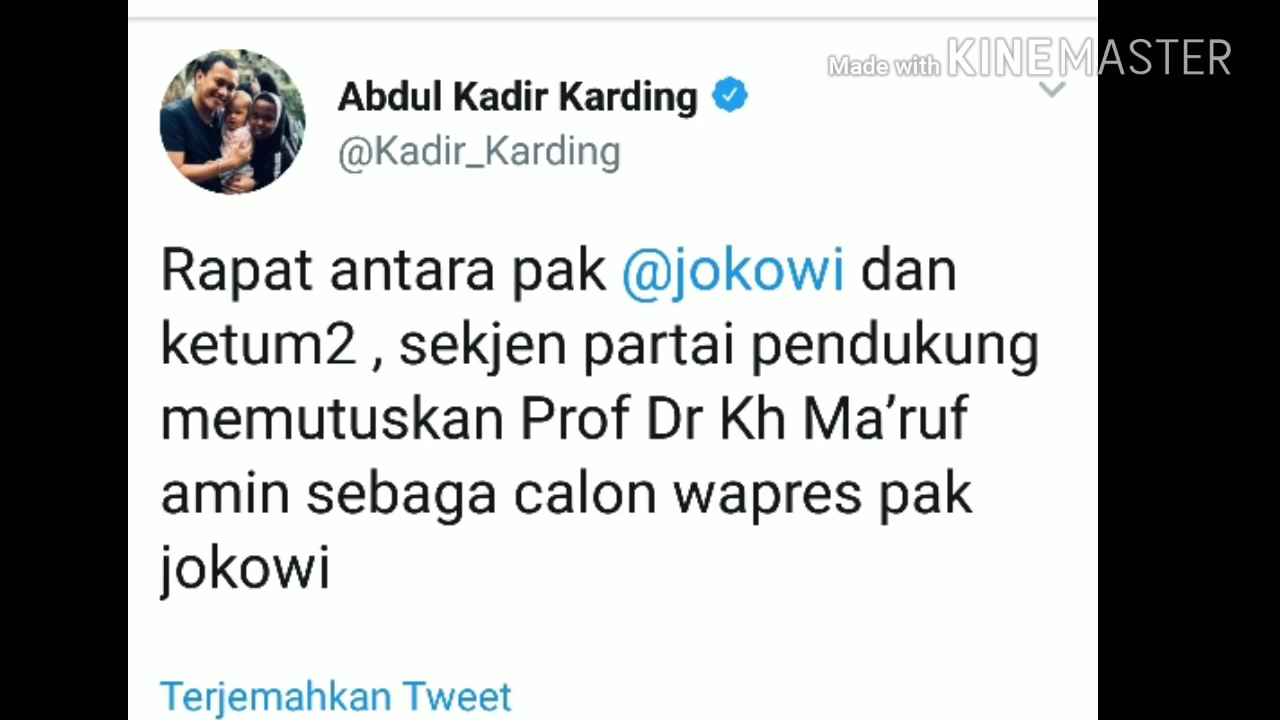 Made with KINEMASTER
Abdul Kadir Karding
@Kadir_Karding
Rapat antara pak @jokowi dan
ketum2 , sekjen partai pendukung
memutuskan Prof Dr Kh Ma’ruf
amin sebaga calon wapres pak
jokowi
Terjemahkan Tweet